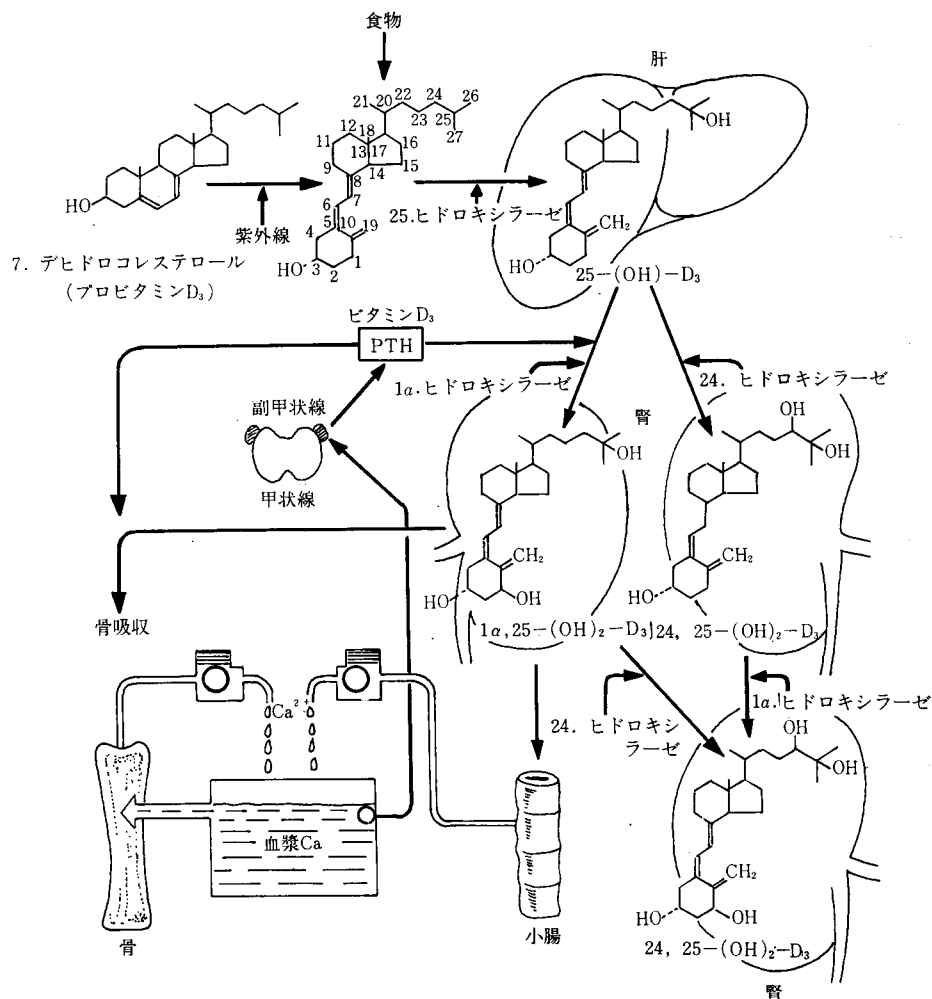 食物
肝
21 20 22 24 26
23 25
27
12 18
11 13 17 16
9 14 15
8
7
6
5 10 19
4
HO 3 2 1
HO
紫外線
7. デヒドロコレステロール
(プロビタミンD₃)
25.ヒドロキシラーゼ
OH
CH₂
HO
25-(OH)-D₃
ビタミンD₃
PTH
1α.ヒドロキシラーゼ
24. ヒドロキシラーゼ
副甲状線
甲状線
腎
OH
CH₂
HO OH
1α,25-(OH)₂-D₃
OH
OH
CH₂
HO
24, 25-(OH)₂-D₃
骨吸収
Ca²⁺
血漿Ca
骨
小腸
24. ヒドロキシ
ラーゼ
1α.ヒドロキシラーゼ
OH
OH
CH₂
HO OH
24, 25-(OH)₂-D₃
腎